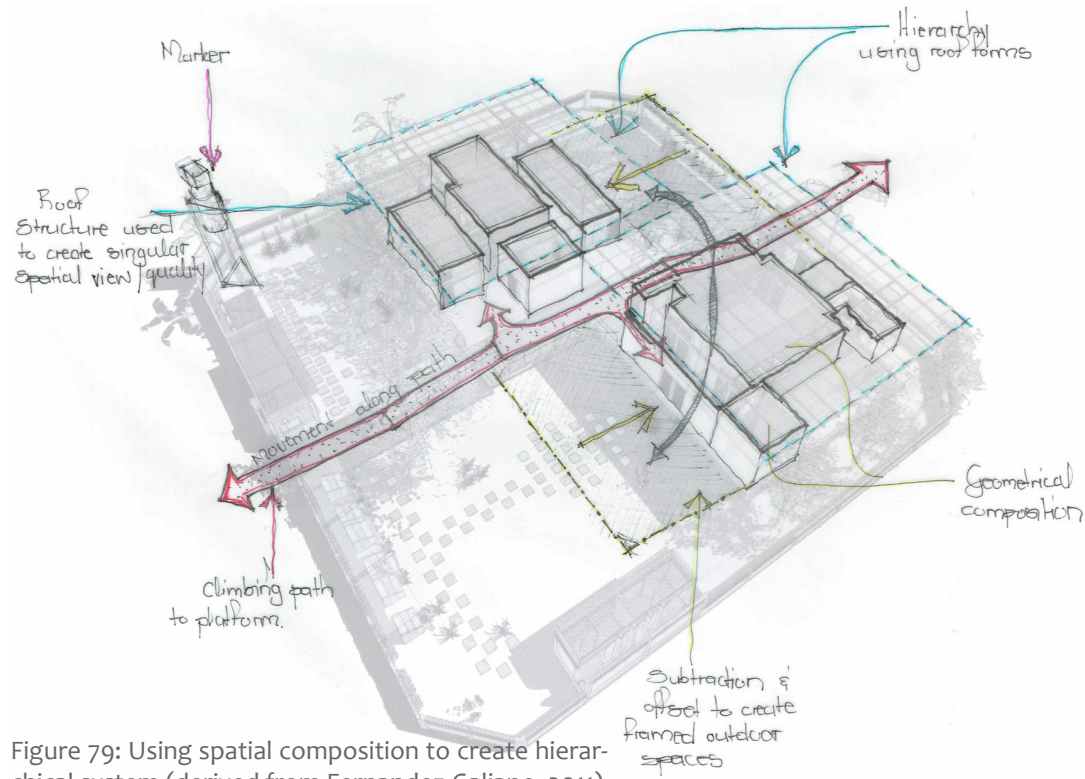 Marker
Hierarchy
using roof forms
Roof
Structure used
to create singular
spatial view/quality
Movement along path
Climbing path
to platform.
Geometrical
composition
Subtraction &
offset to create
framed outdoor
spaces
Figure 79: Using spatial composition to create hierar-
chical system (derived from Fernandez-Galiano, 2011)